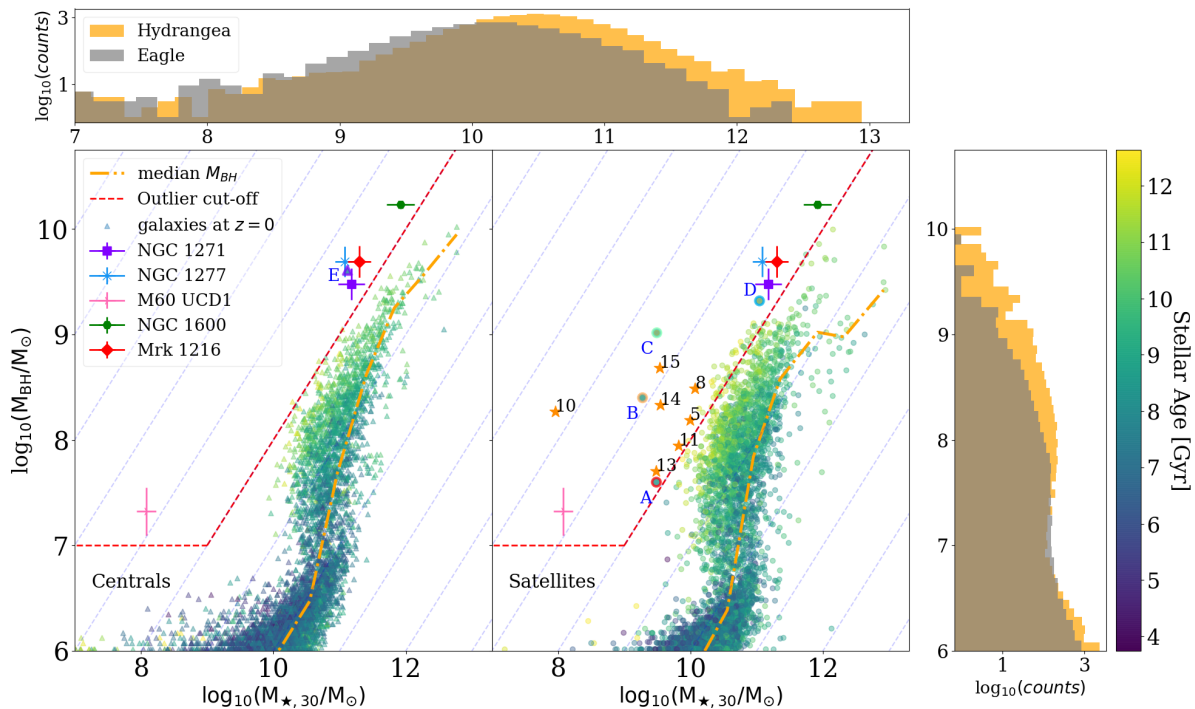 Hydrangea
Eagle
log10(counts)
3
1
7 8 9 10 11 12 13
median M_BH
Outlier cut-off
galaxies at z = 0
NGC 1271
NGC 1277
M60 UCD1
NGC 1600
Mrk 1216
log10(M_BH/M⊙)
10
9
8
7
6
E
Centrals
8 10 12
log10(M★, 30/M⊙)
D
C
15
8
14
10
B
5
11
13
A
Satellites
8 10 12
log10(M★, 30/M⊙)
10
9
8
7
6
1 3
log10(counts)
12
11
10
9
8
7
6
5
4
Stellar Age [Gyr]